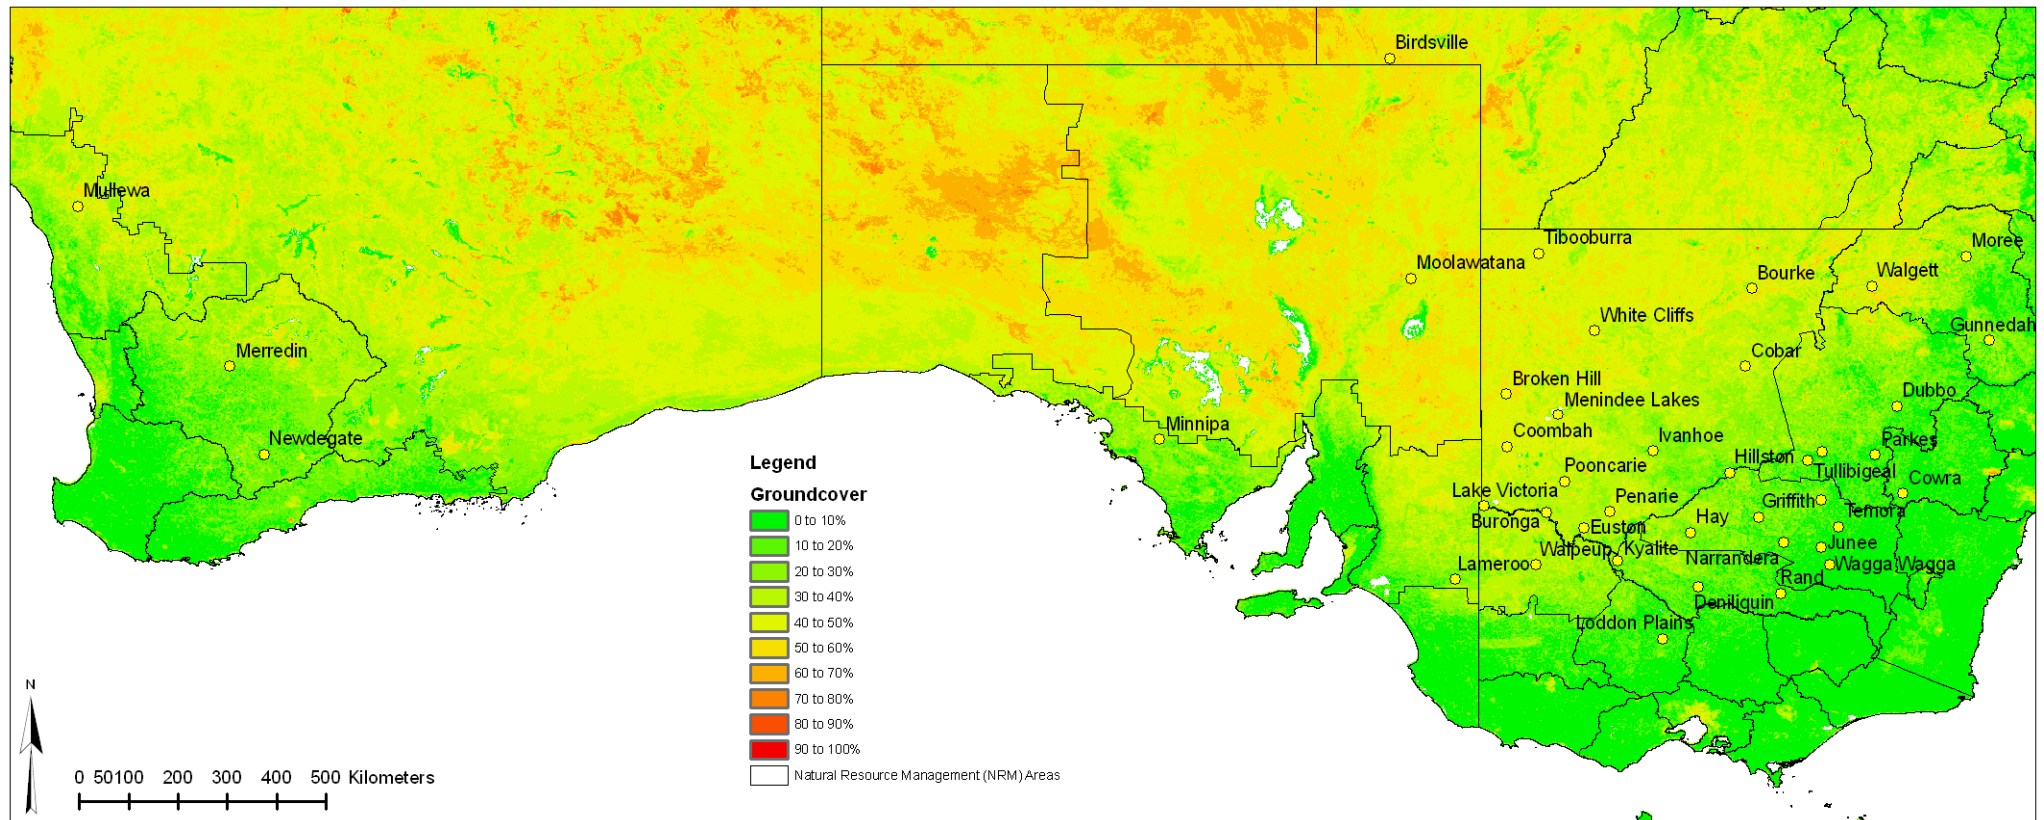 Birdsville
Mullewa
Tibooburra
Moree
Moolawatana
Bourke
Walgett
White Cliffs
Gunnedah
Merredin
Cobar
Broken Hill
Dubbo
Menindee Lakes
Minnipa
Coombah
Ivanhoe
Parkes
Newdegate
Hillston
Pooncarie
Tullibigeal
Cowra
Lake Victoria
Penarie
Griffith
Temora
Buronga
Euston
Hay
Walpeup
Kyalite
Junee
Lameroo
Narrandera
Wagga Wagga
Rand
Deniliquin
Loddon Plains
Legend
Groundcover
0 to 10%
10 to 20%
20 to 30%
30 to 40%
40 to 50%
50 to 60%
60 to 70%
70 to 80%
80 to 90%
90 to 100%
Natural Resource Management (NRM) Areas
N
0 50 100 200 300 400 500 Kilometers